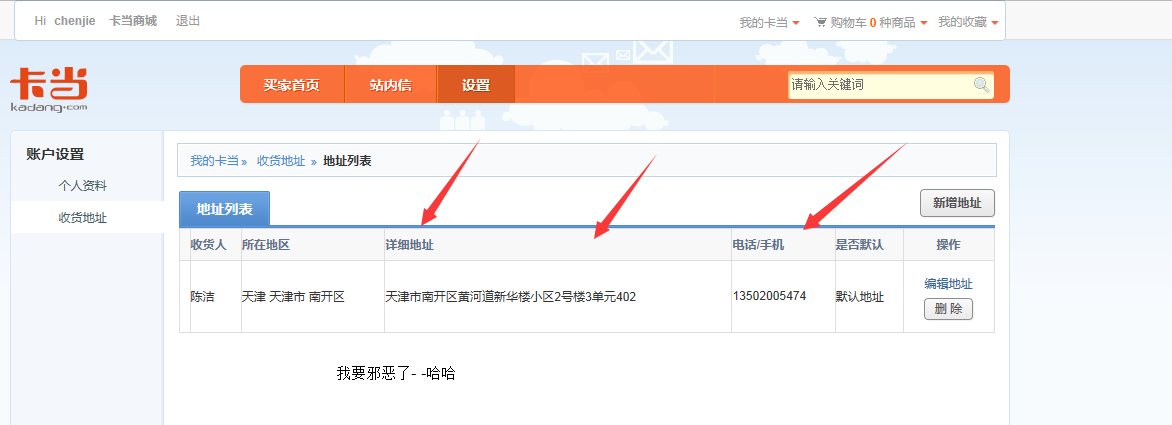 Hi chenjie 卡当商城 退出 我的卡当 购物车 0 种商品 我的收藏
卡当
kadang.com
买家首页 站内信 设置 请输入关键词
账户设置
个人资料
收货地址
我的卡当» 收货地址 » 地址列表
地址列表 新增地址
收货人 所在地区 详细地址 电话/手机 是否默认 操作
陈洁 天津 天津市 南开区 天津市南开区黄河道新华楼小区2号楼3单元402 13502005474 默认地址 编辑地址
删 除
我要邪恶了- -哈哈